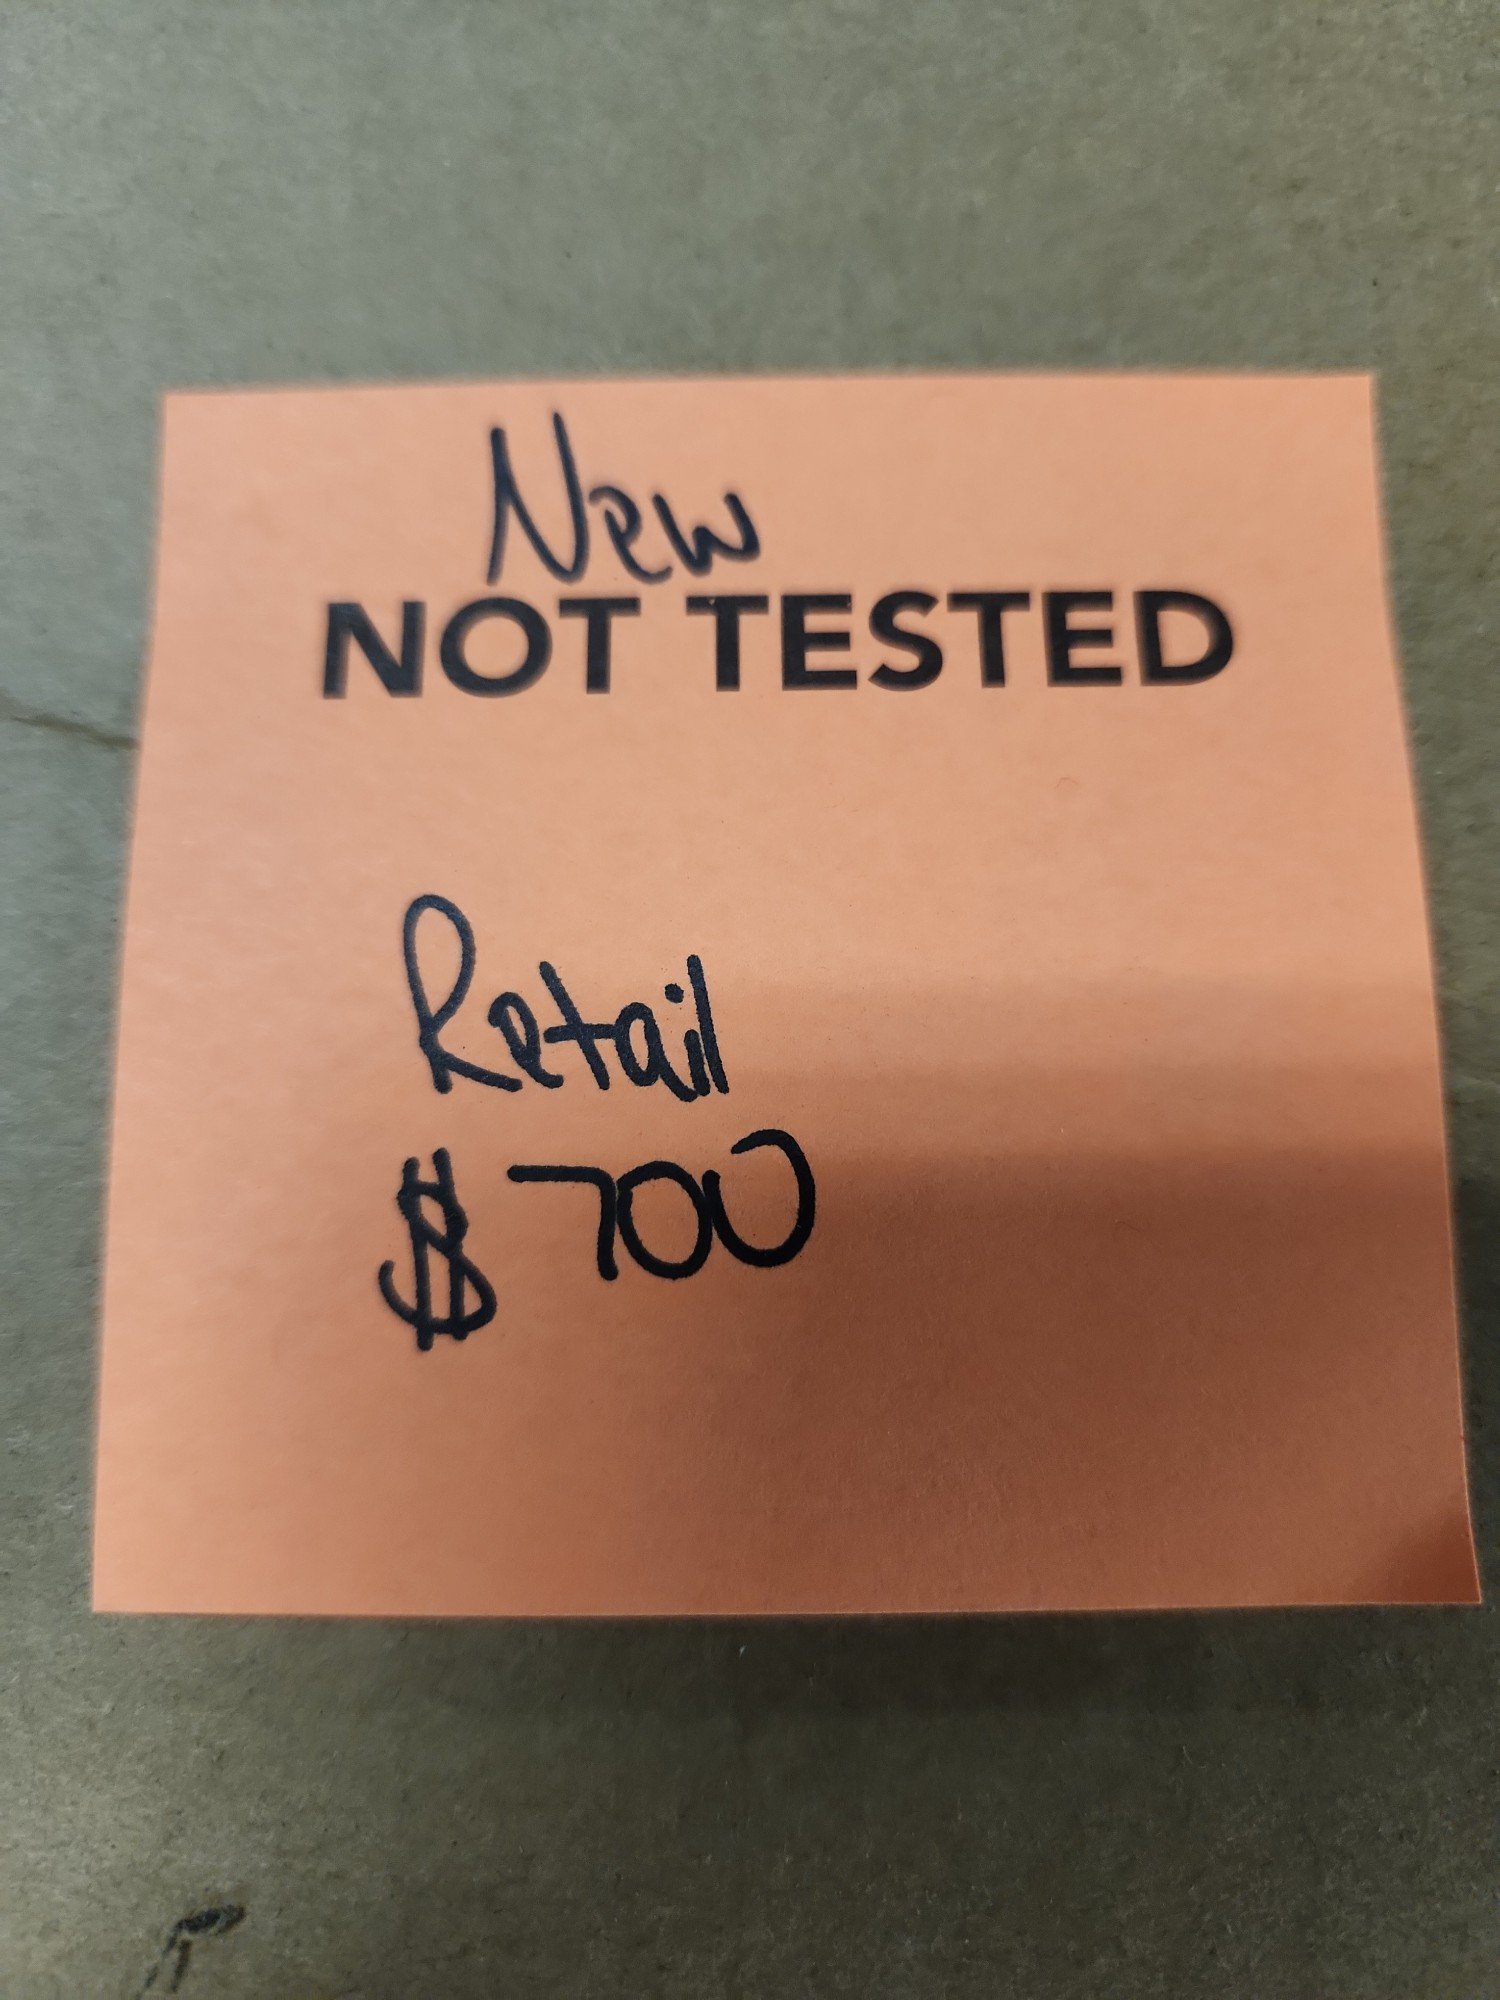 New
NOT TESTED
Retail
$700